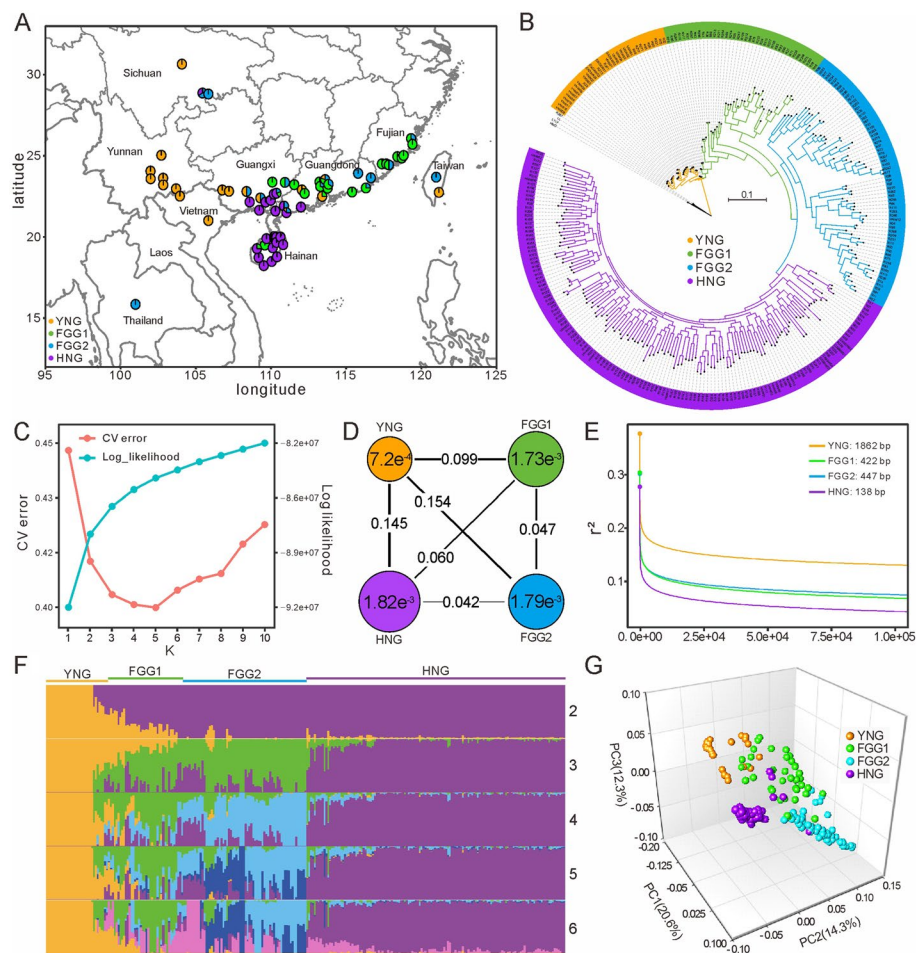 A
30
25
20
15
latitude
Sichuan
Yunnan
Guangxi
Guangdong
Fujian
Taiwan
Vietnam
Laos
Hainan
Thailand
YNG
FGG1
FGG2
HNG
95
100
105
110
115
120
125
longitude
B
0.1
YNG
FGG1
FGG2
HNG
C
CV error
Log_likelihood
0.45
0.43
0.42
0.40
CV error
-8.2e+07
-8.6e+07
-8.9e+07
-9.2e+07
Log likelihood
1 2 3 4 5 6 7 8 9 10
K
D
YNG
FGG1
7.2e-4
0.099
1.73e-3
0.154
0.145
0.047
0.060
1.82e-3
0.042
1.79e-3
HNG
FGG2
E
YNG: 1862 bp
FGG1: 422 bp
FGG2: 447 bp
HNG: 138 bp
0.3
0.2
0.1
r²
0.0e+00 2.5e+04 5.0e+04 7.5e+04 1.0e+05
F
YNG FGG1 FGG2 HNG
2
3
4
5
6
G
0.10
0.05
0.00
-0.05
-0.10
PC3(12.3%)
YNG
FGG1
FGG2
HNG
-0.20
-0.125
-0.05
0.025
0.100
PC1(20.6%)
-0.10
-0.05
0.00
0.05
0.10
0.15
PC2(14.3%)